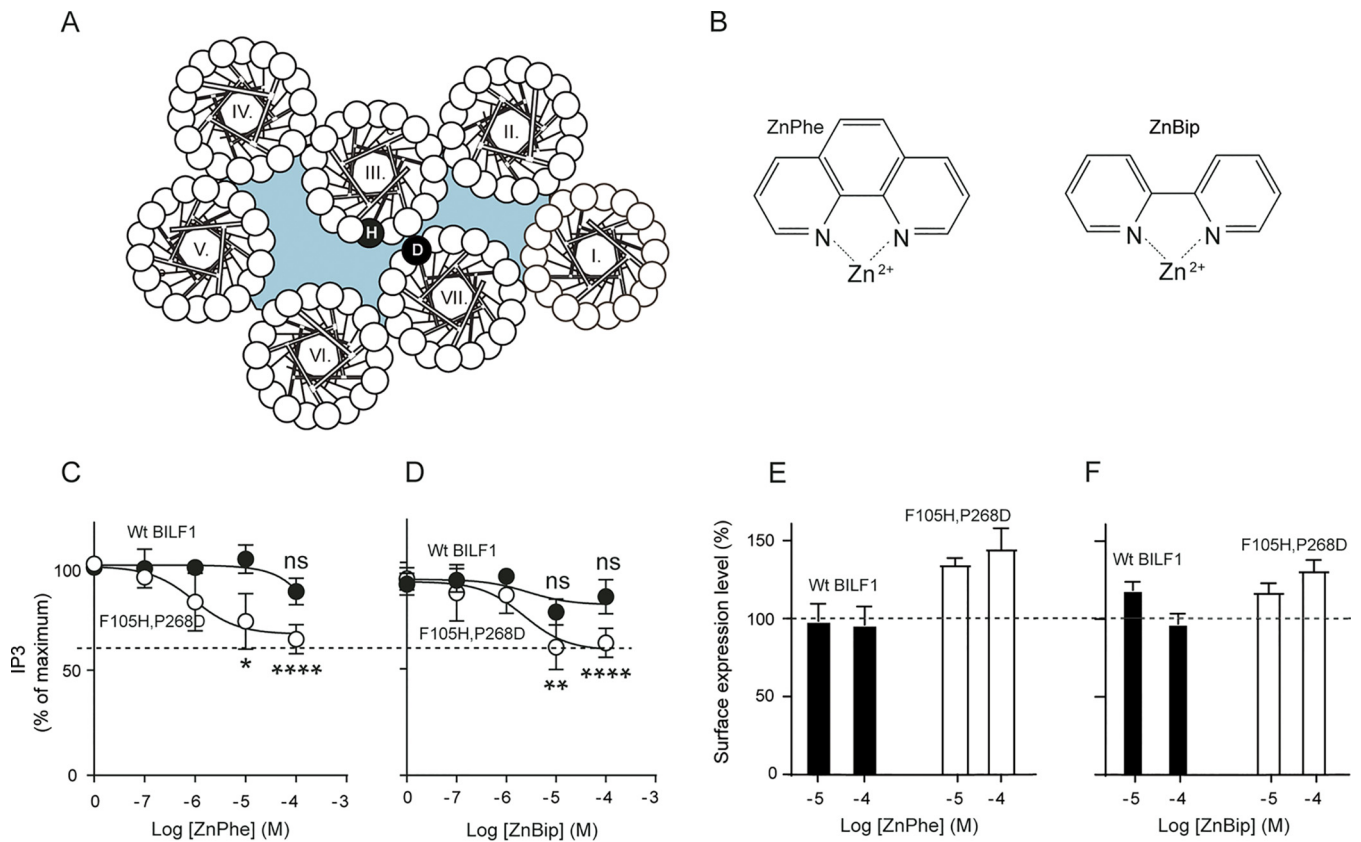 A
IV.
II.
III.
H
D
V.
I.
VII.
VI.
B
ZnPhe
N
N
Zn2+
ZnBip
N
N
Zn2+
C
Wt BILF1
ns
F105H,P268D
*
****
100
50
0
IP3
(% of maximum)
0 -7 -6 -5 -4 -3
Log [ZnPhe] (M)
D
Wt BILF1
ns
ns
F105H,P268D
**
****
0 -7 -6 -5 -4 -3
Log [ZnBip] (M)
E
F105H,P268D
Wt BILF1
150
100
50
0
Surface expression level (%)
-5 -4 -5 -4
Log [ZnPhe] (M)
F
Wt BILF1
F105H,P268D
-5 -4 -5 -4
Log [ZnBip] (M)